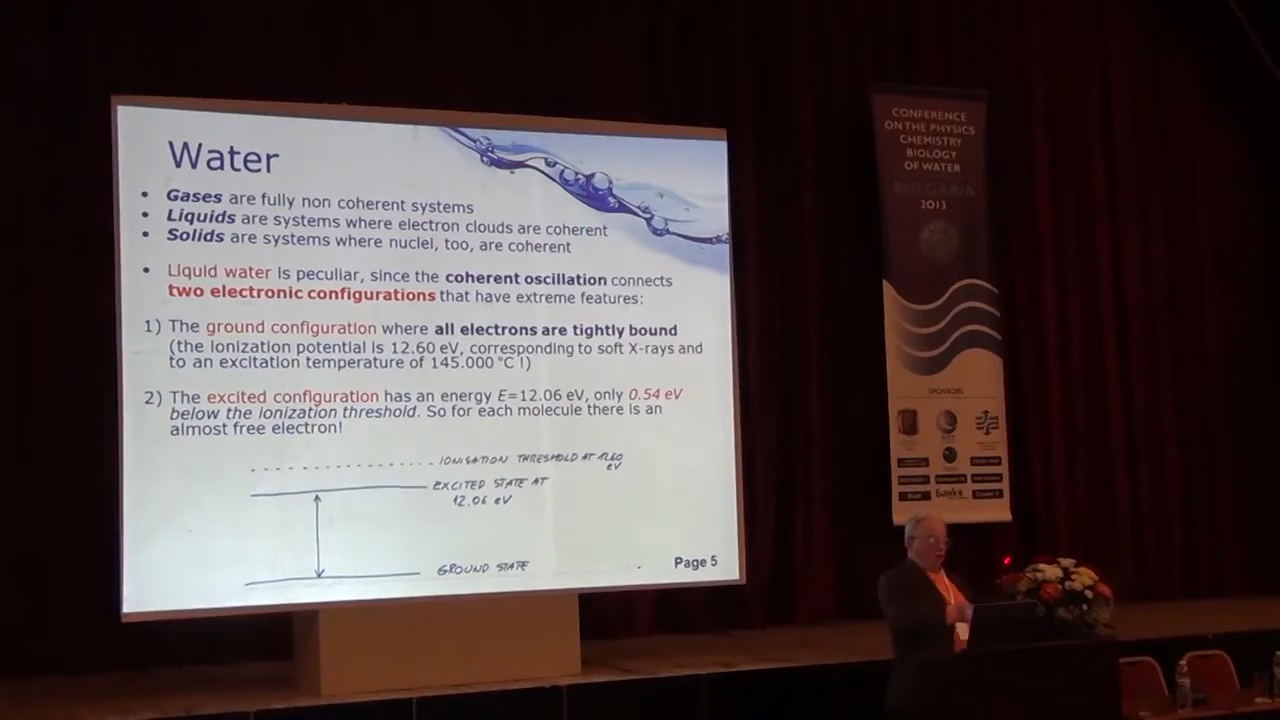 Water
• Gases are fully non coherent systems
• Liquids are systems where electron clouds are coherent
• Solids are systems where nuclei, too, are coherent
• Liquid water is peculiar, since the coherent oscillation connects
two electronic configurations that have extreme features:
1) The ground configuration where all electrons are tightly bound
(the ionization potential is 12.60 eV, corresponding to soft X-rays and
to an excitation temperature of 145.000 °C !)
2) The excited configuration has an energy E=12.06 eV, only 0.54 eV
below the ionization threshold. So for each molecule there is an
almost free electron!
IONISATION THRESHOLD AT 12.60
eV
EXCITED STATE AT
12.06 eV
GROUND STATE
Page 5
CONFERENCE
ON THE PHYSICS
CHEMISTRY
BIOLOGY
OF WATER
BULGARIA
2013
SPONSORS